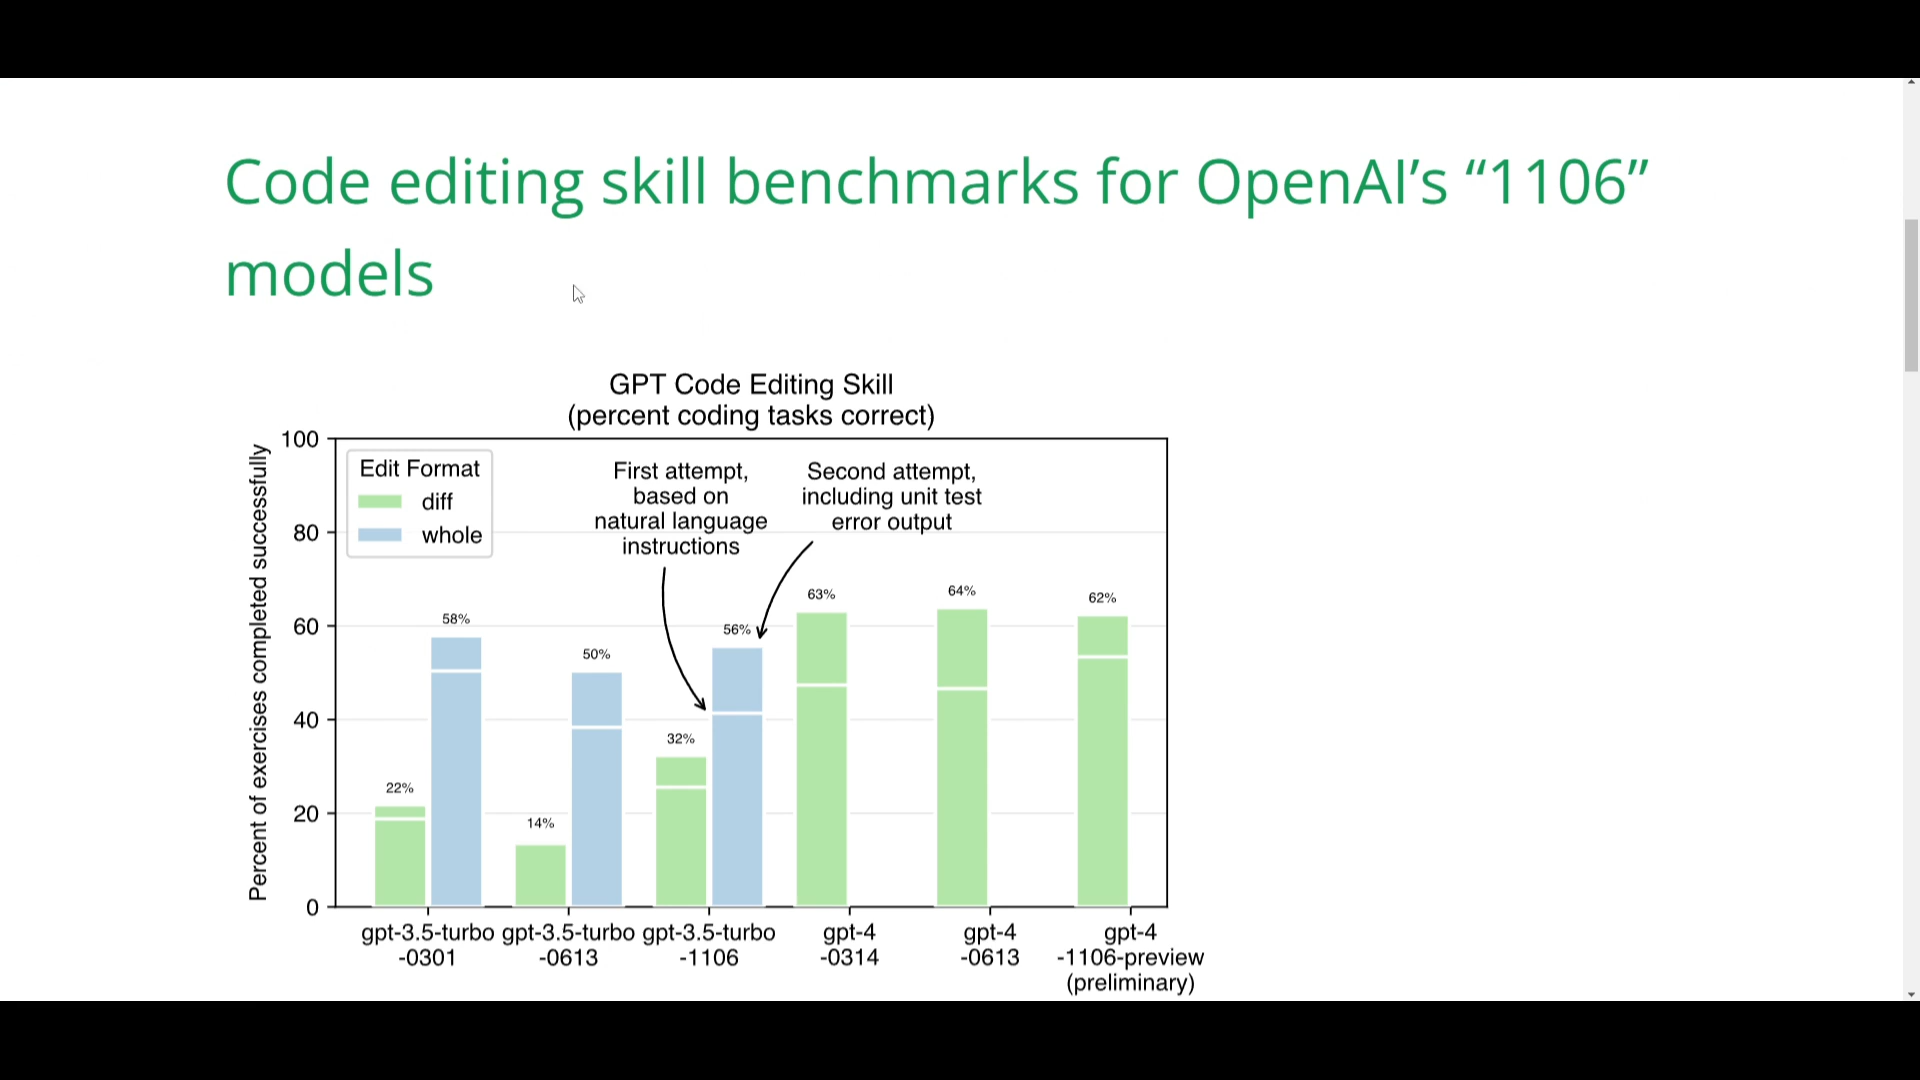 Code editing skill benchmarks for OpenAI’s “1106”
models
GPT Code Editing Skill
(percent coding tasks correct)
Percent of exercises completed successfully
100
80
60
40
20
0
Edit Format
diff
whole
First attempt,
based on
natural language
instructions
Second attempt,
including unit test
error output
22%
58%
14%
50%
32%
56%
63%
64%
62%
gpt-3.5-turbo
-0301
gpt-3.5-turbo
-0613
gpt-3.5-turbo
-1106
gpt-4
-0314
gpt-4
-0613
gpt-4
-1106-preview
(preliminary)